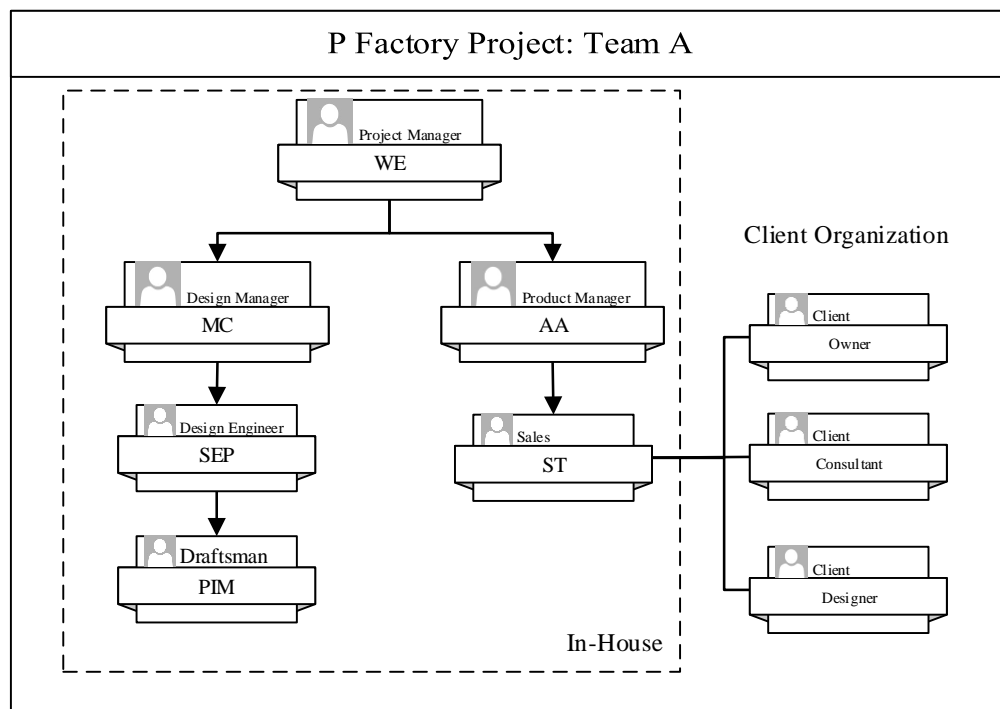 P Factory Project: Team A
Project Manager
WE
Client Organization
Design Manager
MC
Product Manager
AA
Client
Owner
Design Engineer
SEP
Sales
ST
Client
Consultant
Draftsman
PIM
Client
Designer
In-House